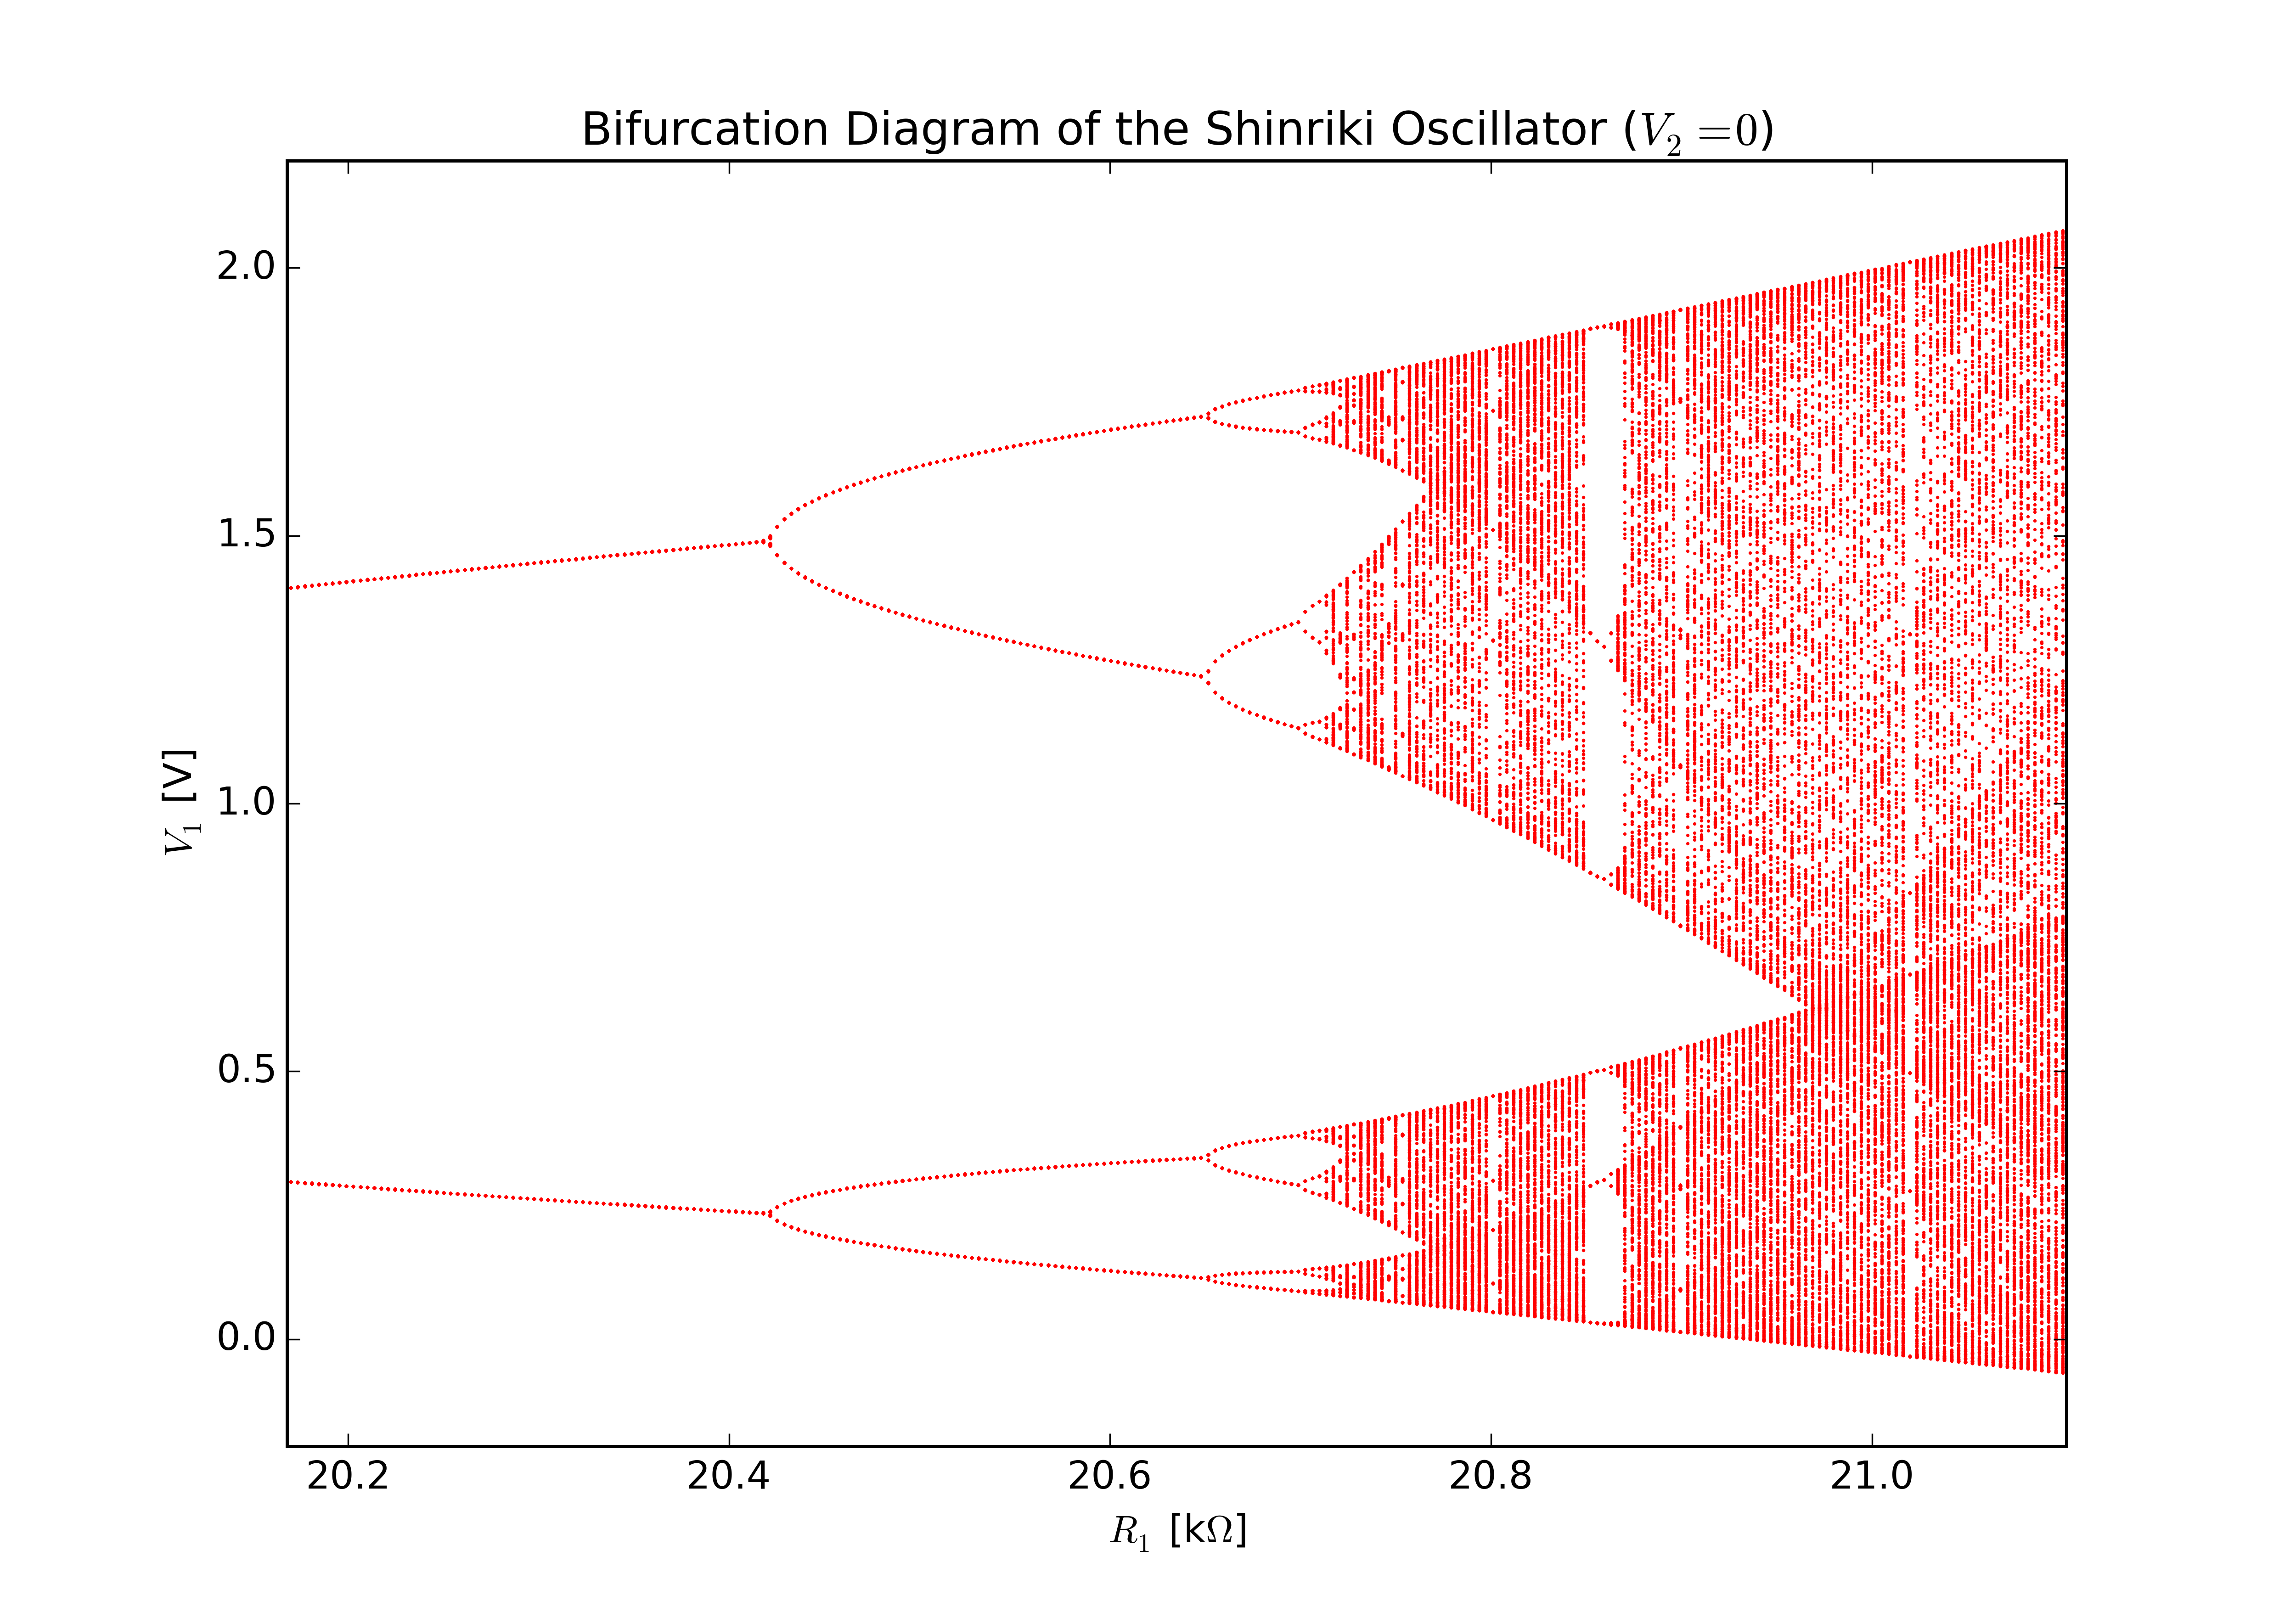 Bifurcation Diagram of the Shinriki Oscillator (V₂ = 0)
2.0
1.5
1.0
0.5
0.0
V₁ [V]
20.2 20.4 20.6 20.8 21.0
R₁ [kΩ]